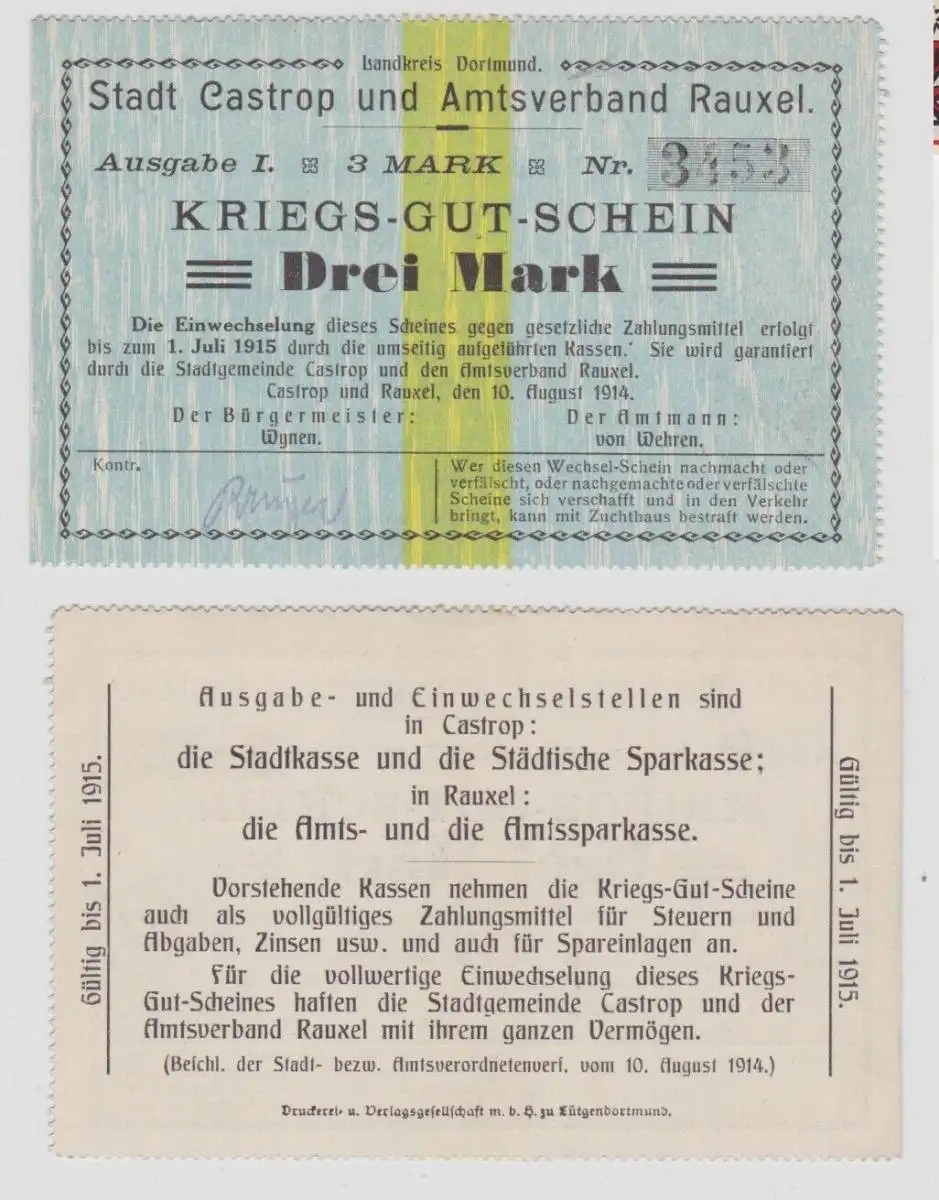 Landkreis Dortmund.
Stadt Castrop und Amtsverband Rauxel.
Ausgabe I. 3 MARK Nr. 3453
KRIEGS-GUT-SCHEIN
Drei Mark
Die Einwechselung dieses Scheines gegen gesetzliche Zahlungsmittel erfolgt
bis zum 1. Juli 1915 durch die umseitig aufgeführten Kassen. Sie wird garantiert
durch die Stadtgemeinde Castrop und den Amtsverband Rauxel.
Castrop und Rauxel, den 10. August 1914.
Der Bürgermeister: Der Amtmann:
Wynen. von Wehren.
Kontr.
Wer diesen Wechsel-Schein nachmacht oder
verfälscht, oder nachgemachte oder verfälschte
Scheine sich verschafft und in den Verkehr
bringt, kann mit Zuchthaus bestraft werden.
Gültig bis 1. Juli 1915.
Ausgabe- und Einwechselstellen sind
in Castrop:
die Stadtkasse und die Städtische Sparkasse;
in Rauxel:
die Amts- und die Amtssparkasse.
Vorstehende Kassen nehmen die Kriegs-Gut-Scheine
auch als vollgültiges Zahlungsmittel für Steuern und
Abgaben, Zinsen usw. und auch für Spareinlagen an.
Für die vollwertige Einwechselung dieses Kriegs-
Gut-Scheines haften die Stadtgemeinde Castrop und der
Amtsverband Rauxel mit ihrem ganzen Vermögen.
(Beschl. der Stadt- bezw. Amtsverordnetenvers. vom 10. August 1914.)
Druckerei- u. Verlagsgesellschaft m. b. H. zu Lütgendortmund.
Gültig bis 1. Juli 1915.